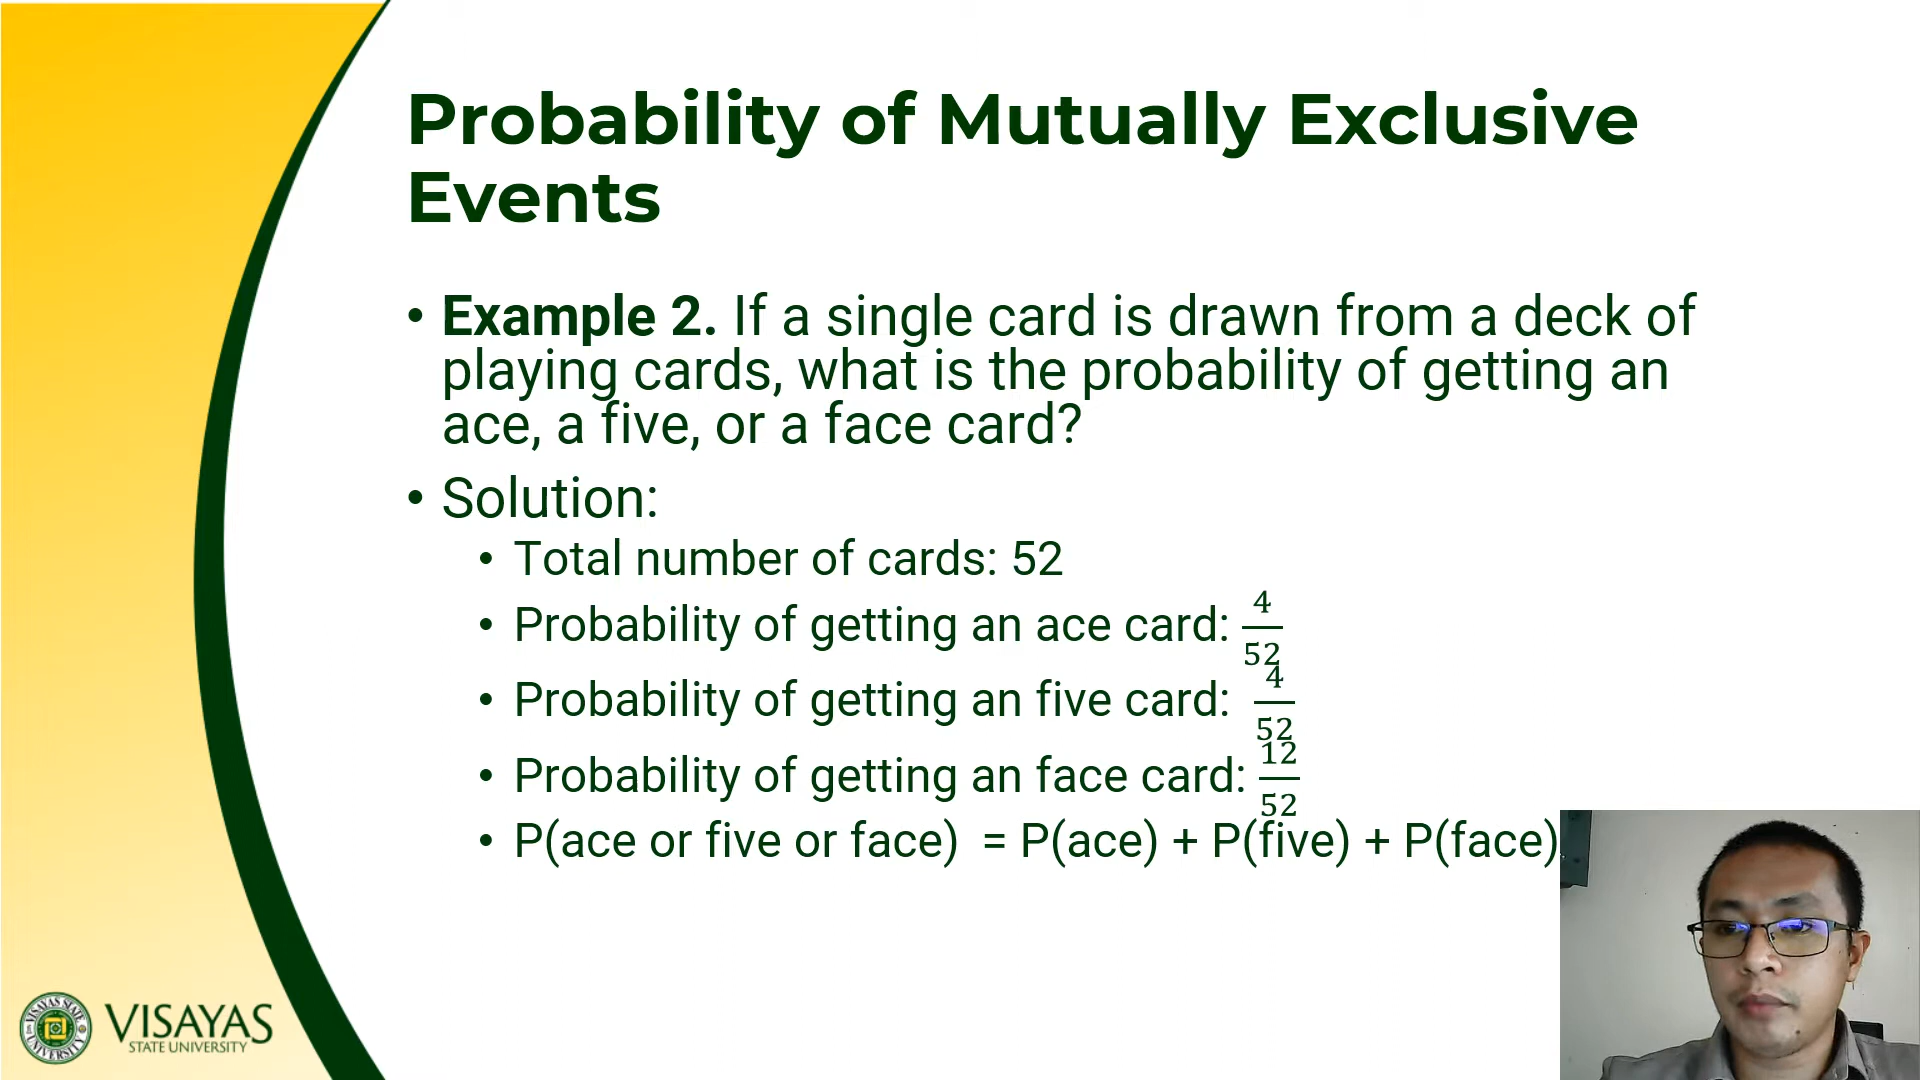 Probability of Mutually Exclusive
Events
• Example 2. If a single card is drawn from a deck of
playing cards, what is the probability of getting an
ace, a five, or a face card?
• Solution:
• Total number of cards: 52
• Probability of getting an ace card: 4/52
• Probability of getting an five card: 4/52
• Probability of getting an face card: 12/52
• P(ace or five or face) = P(ace) + P(five) + P(face)
VISAYAS STATE UNIVERSITY
VISAYAS
STATE UNIVERSITY